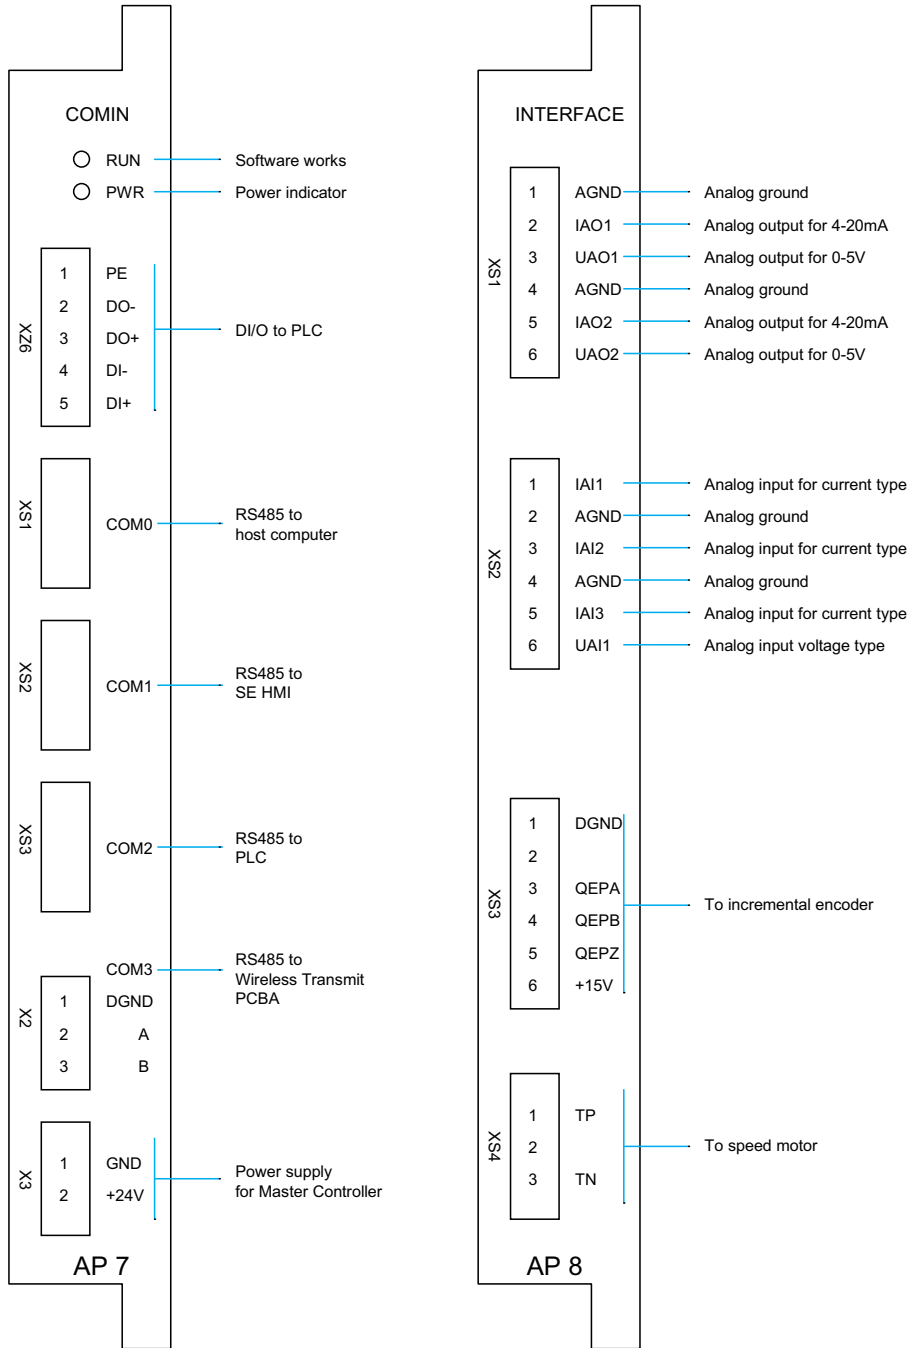 COMIN
RUN Software works
PWR Power indicator
XZ6
1 PE
2 DO-
3 DO+ DI/O to PLC
4 DI-
5 DI+
XS1
COM0 RS485 to
host computer
XS2
COM1 RS485 to
SE HMI
XS3
COM2 RS485 to
PLC
COM3 RS485 to
Wireless Transmit
PCBA
X2
1 DGND
2 A
3 B
X3
1 GND
2 +24V
Power supply
for Master Controller
AP 7
INTERFACE
XS1
1 AGND Analog ground
2 IAO1 Analog output for 4-20mA
3 UAO1 Analog output for 0-5V
4 AGND Analog ground
5 IAO2 Analog output for 4-20mA
6 UAO2 Analog output for 0-5V
XS2
1 IAI1 Analog input for current type
2 AGND Analog ground
3 IAI2 Analog input for current type
4 AGND Analog ground
5 IAI3 Analog input for current type
6 UAI1 Analog input voltage type
XS3
1 DGND
2
3 QEPA
4 QEPB
5 QEPZ
6 +15V
To incremental encoder
XS4
1 TP
2
3 TN
To speed motor
AP 8